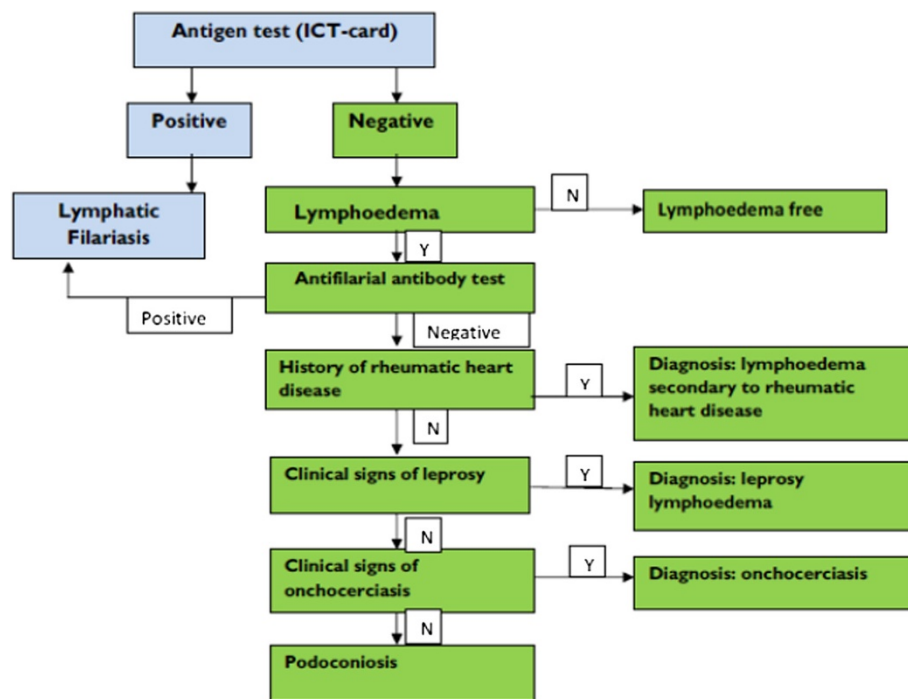 Antigen test (ICT-card)
Positive
Negative
Lymphatic
Filariasis
Lymphoedema
N
Lymphoedema free
Y
Antifilarial antibody test
Positive
Negative
History of rheumatic heart
disease
Y
Diagnosis: lymphoedema
secondary to rheumatic
heart disease
N
Clinical signs of leprosy
Y
Diagnosis: leprosy
lymphoedema
N
Clinical signs of
onchocerciasis
Y
Diagnosis: onchocerciasis
N
Podoconiosis